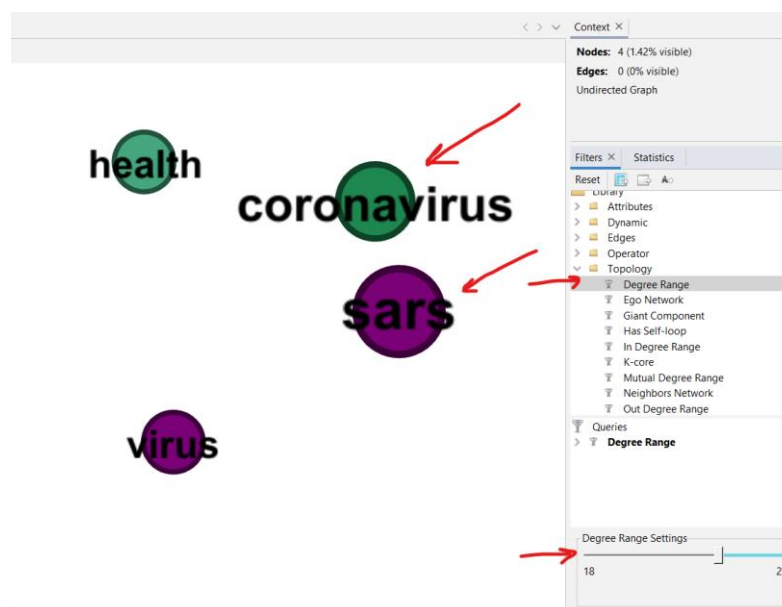 Context ×
Nodes: 4 (1.42% visible)
Edges: 0 (0% visible)
Undirected Graph
health
coronavirus
sars
virus
Filters × Statistics
Reset
Library
Attributes
Dynamic
Edges
Operator
Topology
Degree Range
Ego Network
Giant Component
Has Self-loop
In Degree Range
K-core
Mutual Degree Range
Neighbors Network
Out Degree Range
Queries
Degree Range
Degree Range Settings
18